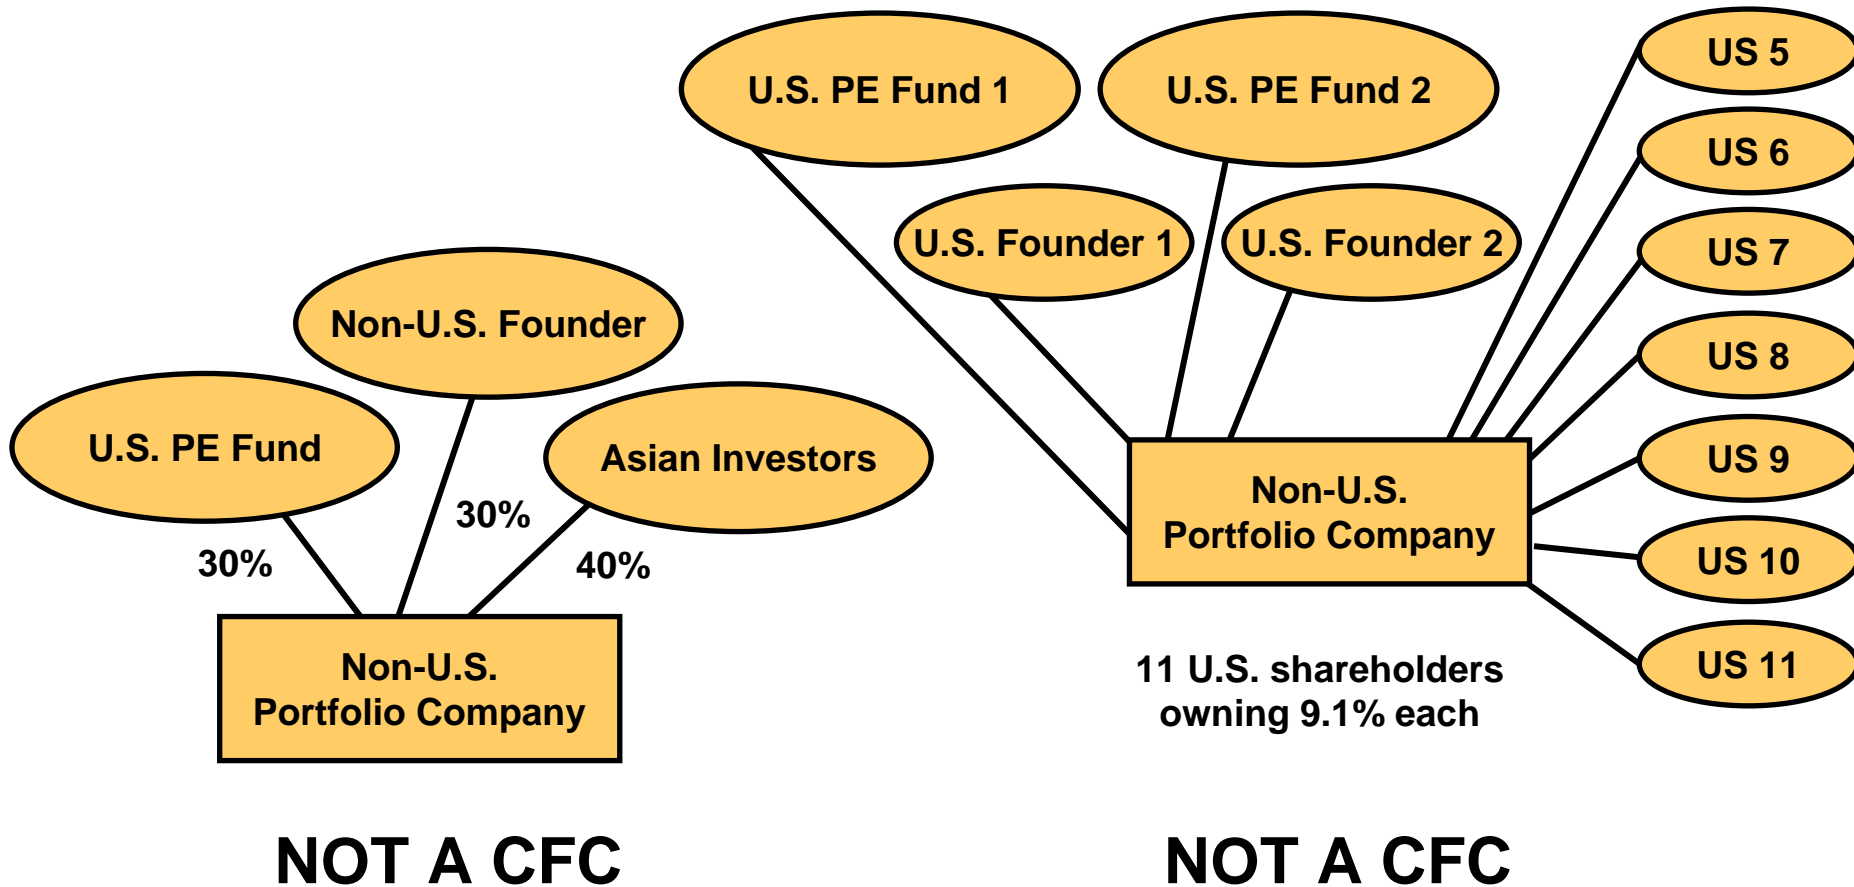 U.S. PE Fund
Non-U.S. Founder
Asian Investors
30%
30%
40%
Non-U.S.
Portfolio Company
NOT A CFC
U.S. PE Fund 1
U.S. PE Fund 2
U.S. Founder 1
U.S. Founder 2
US 5
US 6
US 7
US 8
US 9
US 10
US 11
Non-U.S.
Portfolio Company
11 U.S. shareholders
owning 9.1% each
NOT A CFC